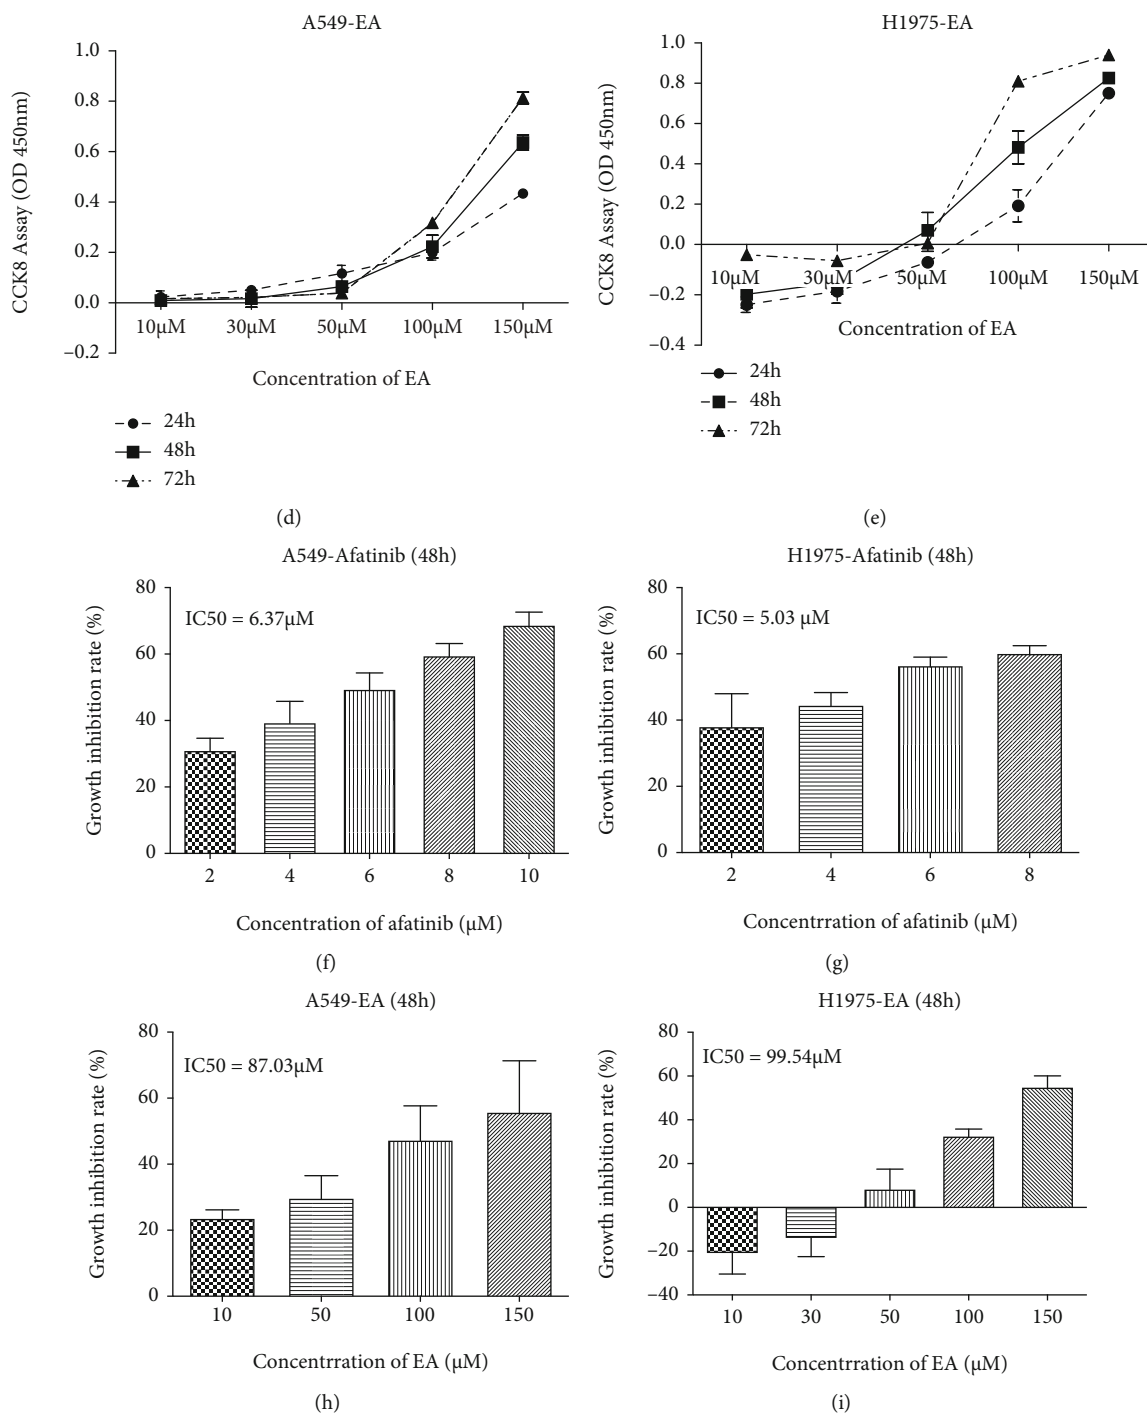 A549-EA
CCK8 Assay (OD 450nm)
1.0
0.8
0.6
0.4
0.2
0.0
–0.2
10μM 30μM 50μM 100μM 150μM
Concentration of EA
24h
48h
72h
(d)
H1975-EA
CCK8 Assay (OD 450nm)
1.0
0.8
0.6
0.4
0.2
0.0
–0.2
–0.4
10μM 30μM 50μM 100μM 150μM
Concentration of EA
24h
48h
72h
(e)
A549-Afatinib (48h)
Growth inhibition rate (%)
80
60
40
20
0
IC50 = 6.37μM
2 4 6 8 10
Concentration of afatinib (μM)
(f)
H1975-Afatinib (48h)
Growth inhibition rate (%)
80
60
40
20
0
IC50 = 5.03 μM
2 4 6 8
Concentrration of afatinib (μM)
(g)
A549-EA (48h)
Growth inhibition rate (%)
80
60
40
20
0
IC50 = 87.03μM
10 50 100 150
Concentrration of EA (μM)
(h)
H1975-EA (48h)
Growth inhibition rate (%)
80
60
40
20
0
–20
–40
IC50 = 99.54μM
10 30 50 100 150
Concentrration of EA (μM)
(i)